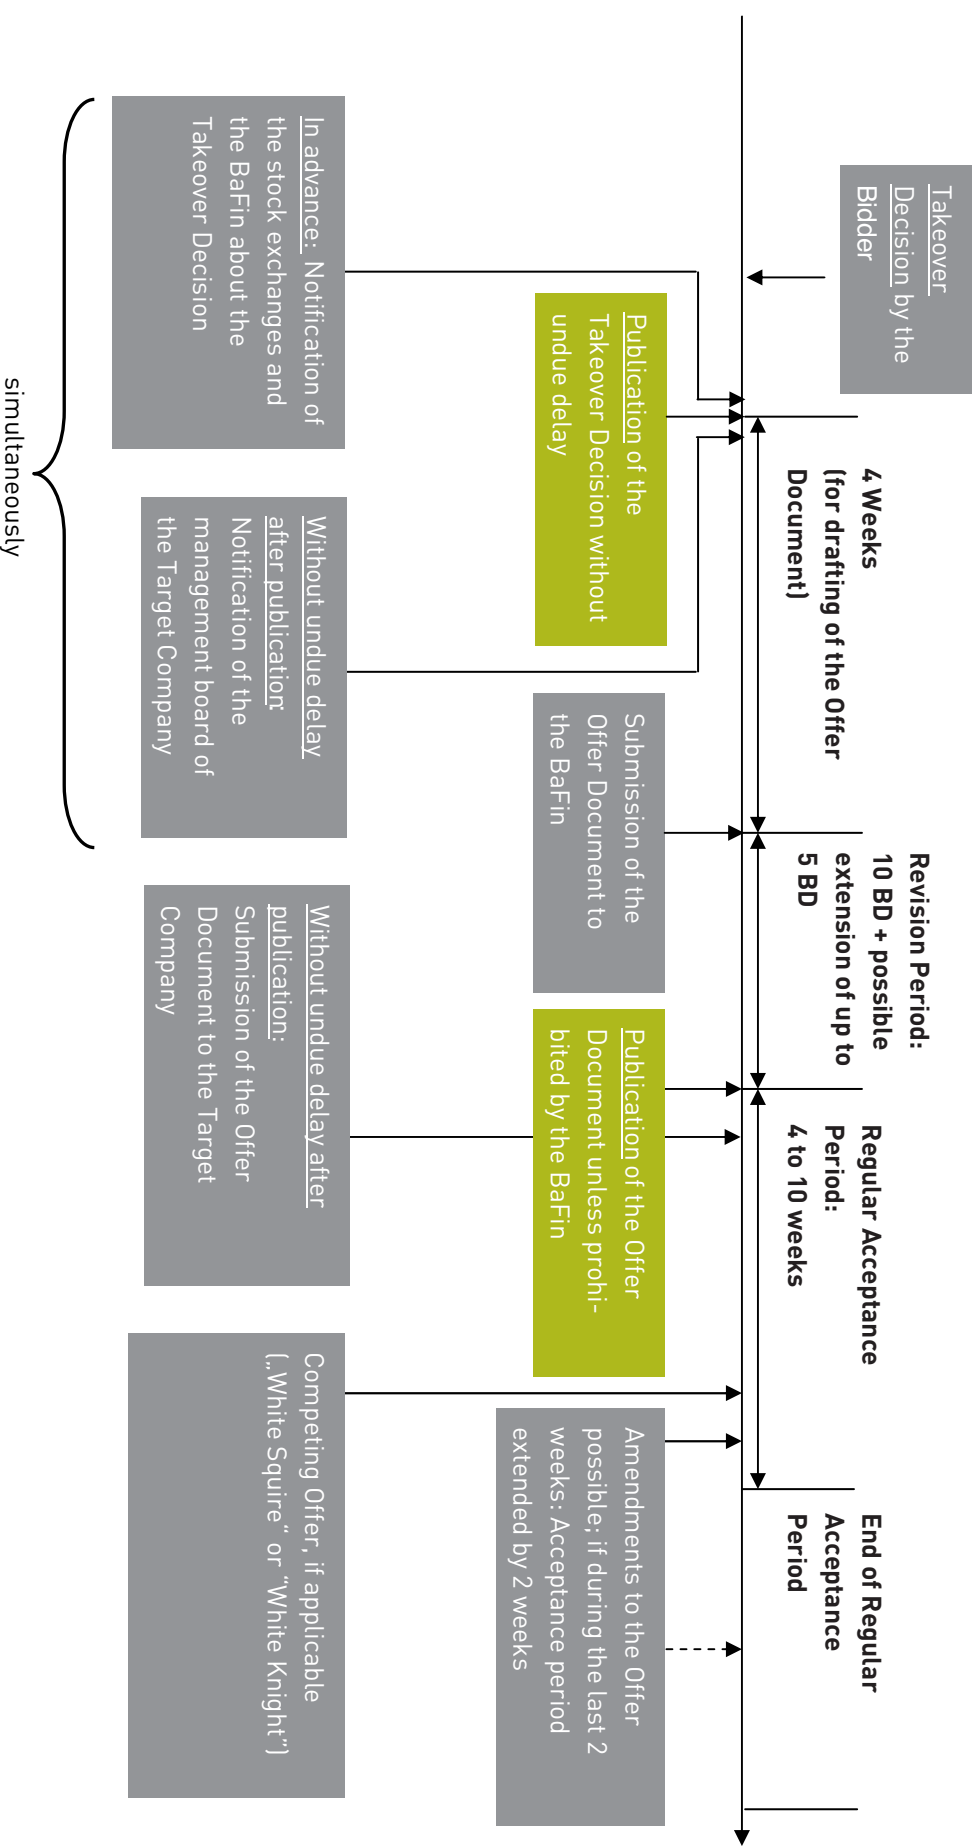 Takeover
Decision by the
Bidder
4 Weeks
(for drafting of the Offer
Document)
Revision Period:
10 BD + possible
extension of up to
5 BD
Regular Acceptance
Period:
4 to 10 weeks
End of Regular
Acceptance
Period
Publication of the
Takeover Decision without
undue delay
Submission of the
Offer Document to
the BaFin
Publication of the Offer
Document unless prohi-
bited by the BaFin
Amendments to the Offer
possible; if during the last 2
weeks: Acceptance period
extended by 2 weeks
In advance: Notification of
the stock exchanges and
the BaFin about the
Takeover Decision
Without undue delay
after publication:
Notification of the
management board of
the Target Company
Without undue delay after
publication:
Submission of the Offer
Document to the Target
Company
Competing Offer, if applicable
(„White Squire“ or “White Knight”)
simultaneously